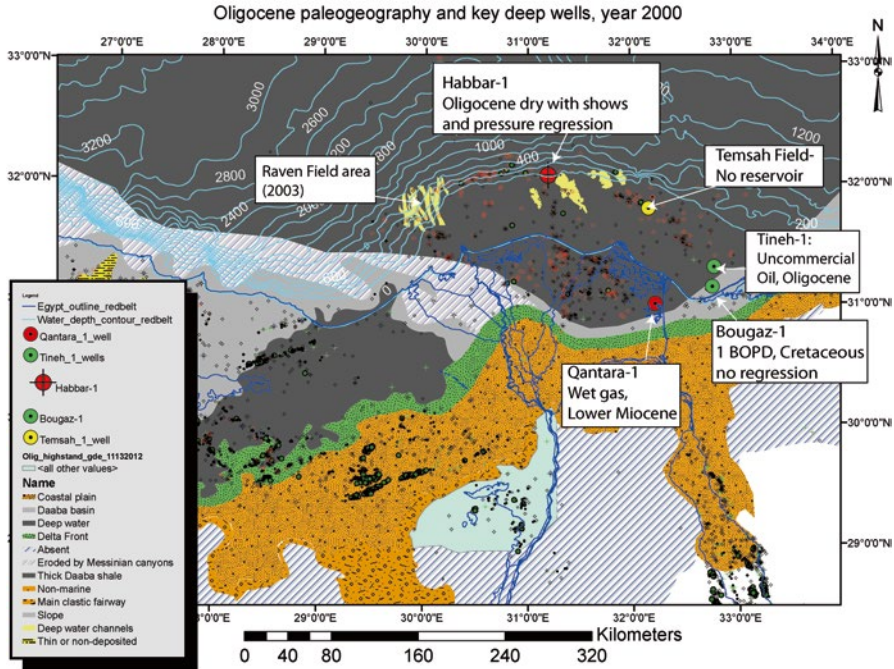 Oligocene paleogeography and key deep wells, year 2000
27°0'0"E 28°0'0"E 29°0'0"E 30°0'0"E 31°0'0"E 32°0'0"E 33°0'0"E 34°0'0"E
N
33°0'0"N 33°0'0"N
Habbar-1
Oligocene dry with shows
and pressure regression
3000
3200
2600
2800
2400
1000
400
1200
200
Raven Field area
(2003)
Temsah Field-
No reservoir
32°0'0"N 32°0'0"N
Tineh-1:
Uncommercial
Oil, Oligocene
31°0'0"N
Bougaz-1
1 BOPD, Cretaceous
no regression
Qantara-1
Wet gas,
Lower Miocene
0
30°0'0"N
29°0'0"N
Legend
Egypt_outline_redbelt
Water_depth_contour_redbelt
Qantara_1_well
Tineh_1_wells
Habbar-1
Bougaz-1
Temsah_1_well
Olig_highstand_gde_11132012
<all other values>
Name
Coastal plain
Daaba basin
Deep water
Delta Front
Absent
Eroded by Messinian canyons
Thick Daaba shale
Non-marine
Main clastic fairway
Slope
Deep water channels
Thin or non-deposited
29°0'0"E 30°0'0"E 31°0'0"E 32°0'0"E 33°0'0"E
Kilometers
0 40 80 160 240 320